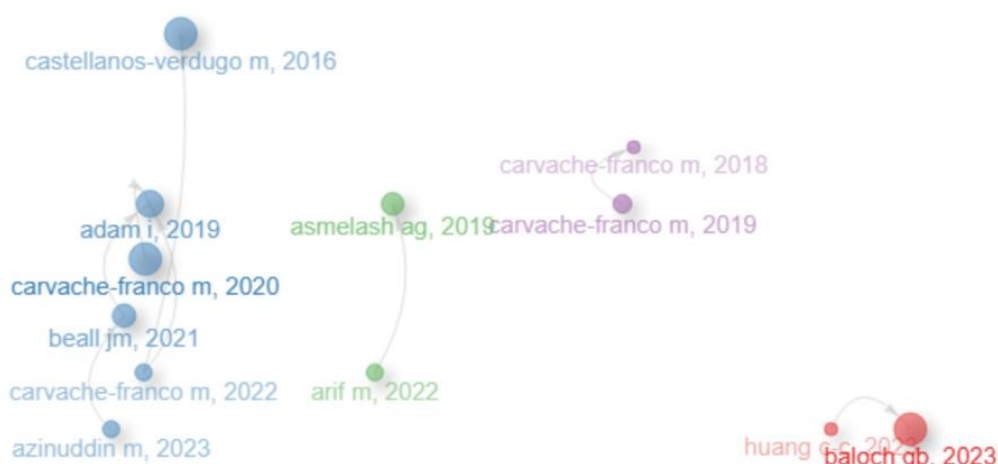 castellanos-verdugo m, 2016
carvache-franco m, 2018
adam i, 2019
asmelash ag, 2019
carvache-franco m, 2019
carvache-franco m, 2020
beall jm, 2021
carvache-franco m, 2022
arif m, 2022
azinuddin m, 2023
huang c-c,
baloch qb, 2023